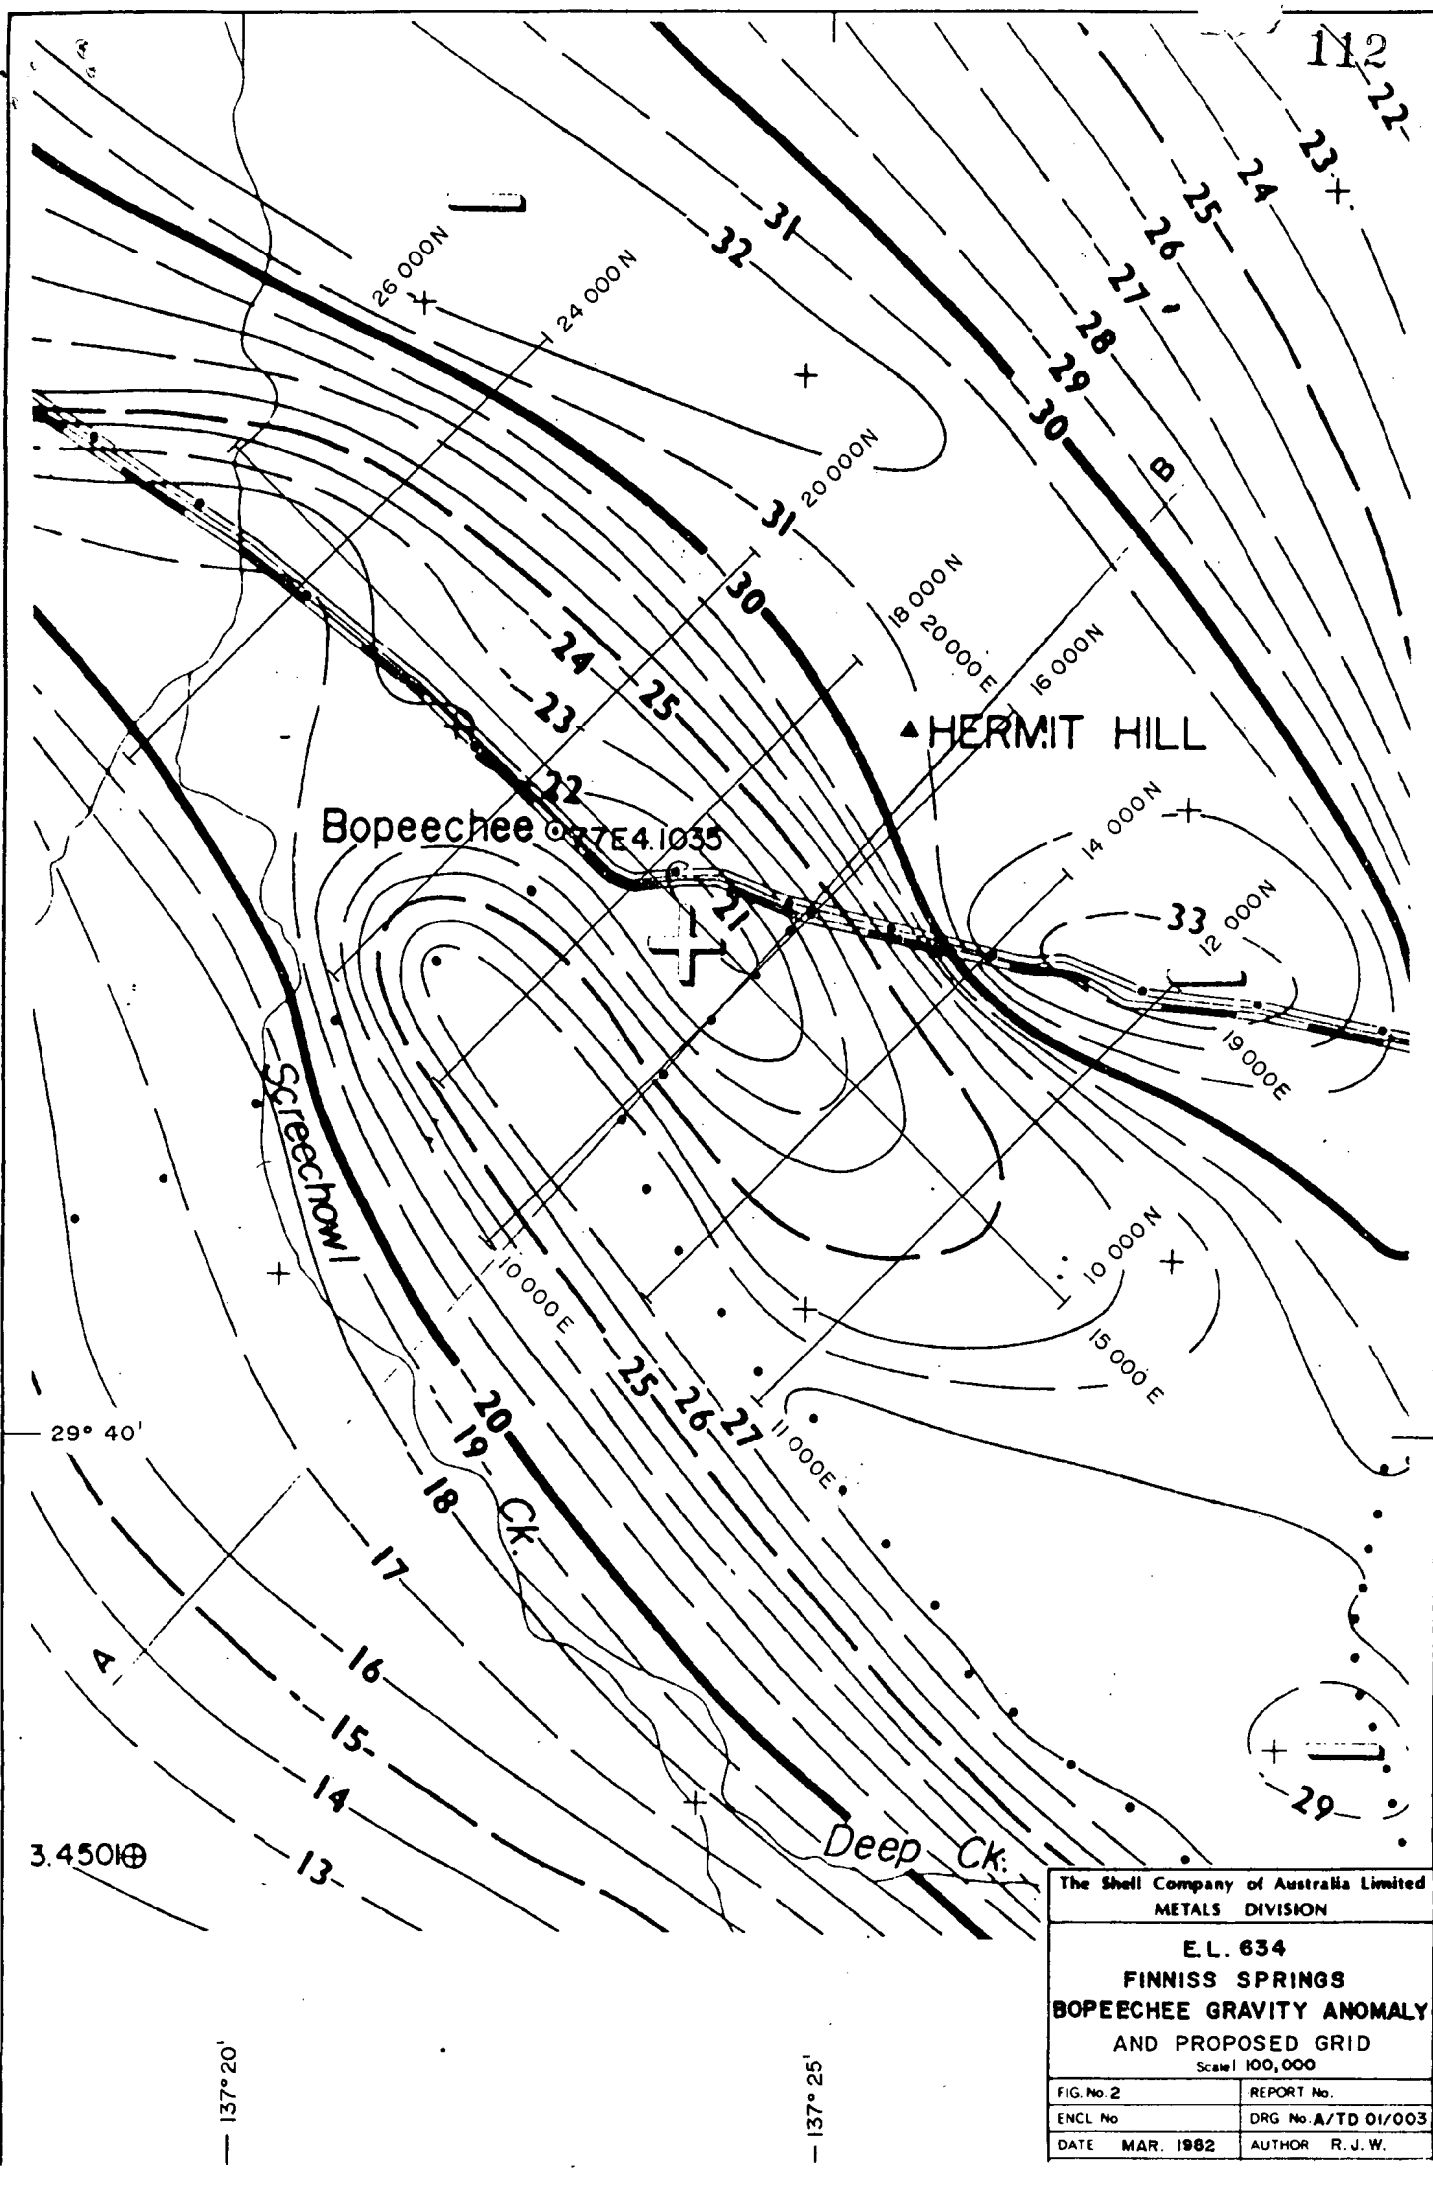 112
22
23
24
25
26
27
28
29
30
31
32
26 000N
24 000N
20 000N
31
B
30
18 000N
20 000E
16 000N
24
25
23
HERMIT HILL
22
Bopeechee
77E4.1035
14 000N
21
33
12 000N
19 000E
Screechowl
10 000N
10 000E
15 000E
25
26
27
20
11 000E
29° 40'
19
18
Ck.
17
A
16
15
14
29
13
3.4501
Deep Ck.
The Shell Company of Australia Limited
METALS DIVISION
E.L. 634
FINNISS SPRINGS
BOPEECHEE GRAVITY ANOMALY
AND PROPOSED GRID
Scale 1 100,000
FIG. No. 2
REPORT No.
ENCL No
DRG No. A/TD 01/003
DATE MAR. 1982
AUTHOR R.J.W.
137° 20'
137° 25'